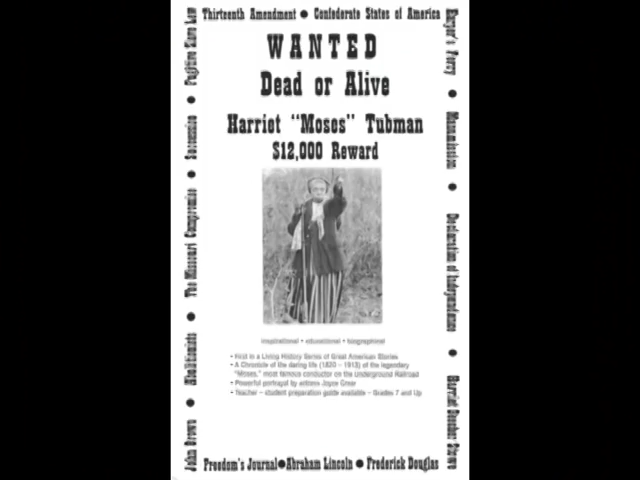 Thirteenth Amendment • Confederate States of America
WANTED
Dead or Alive
Harriet "Moses" Tubman
$12,000 Reward
inspirational • educational • biographical
• First in a Living History Series of Great American Stories
• A Chronicle of the daring life (1820 – 1913) of the legendary
"Moses," most famous conductor on the Underground Railroad
• Powerful portrayal by actress Joyce Greer
• Teacher – student preparation guide available – Grades 7 and Up
Freedom's Journal • Abraham Lincoln • Frederick Douglas
John Brown • Abolitionists • The Missouri Compromise • Secession • Fugitive Slave Law
Harper's Ferry • Manumission • Declaration of Independence • Harriet Beecher Stowe